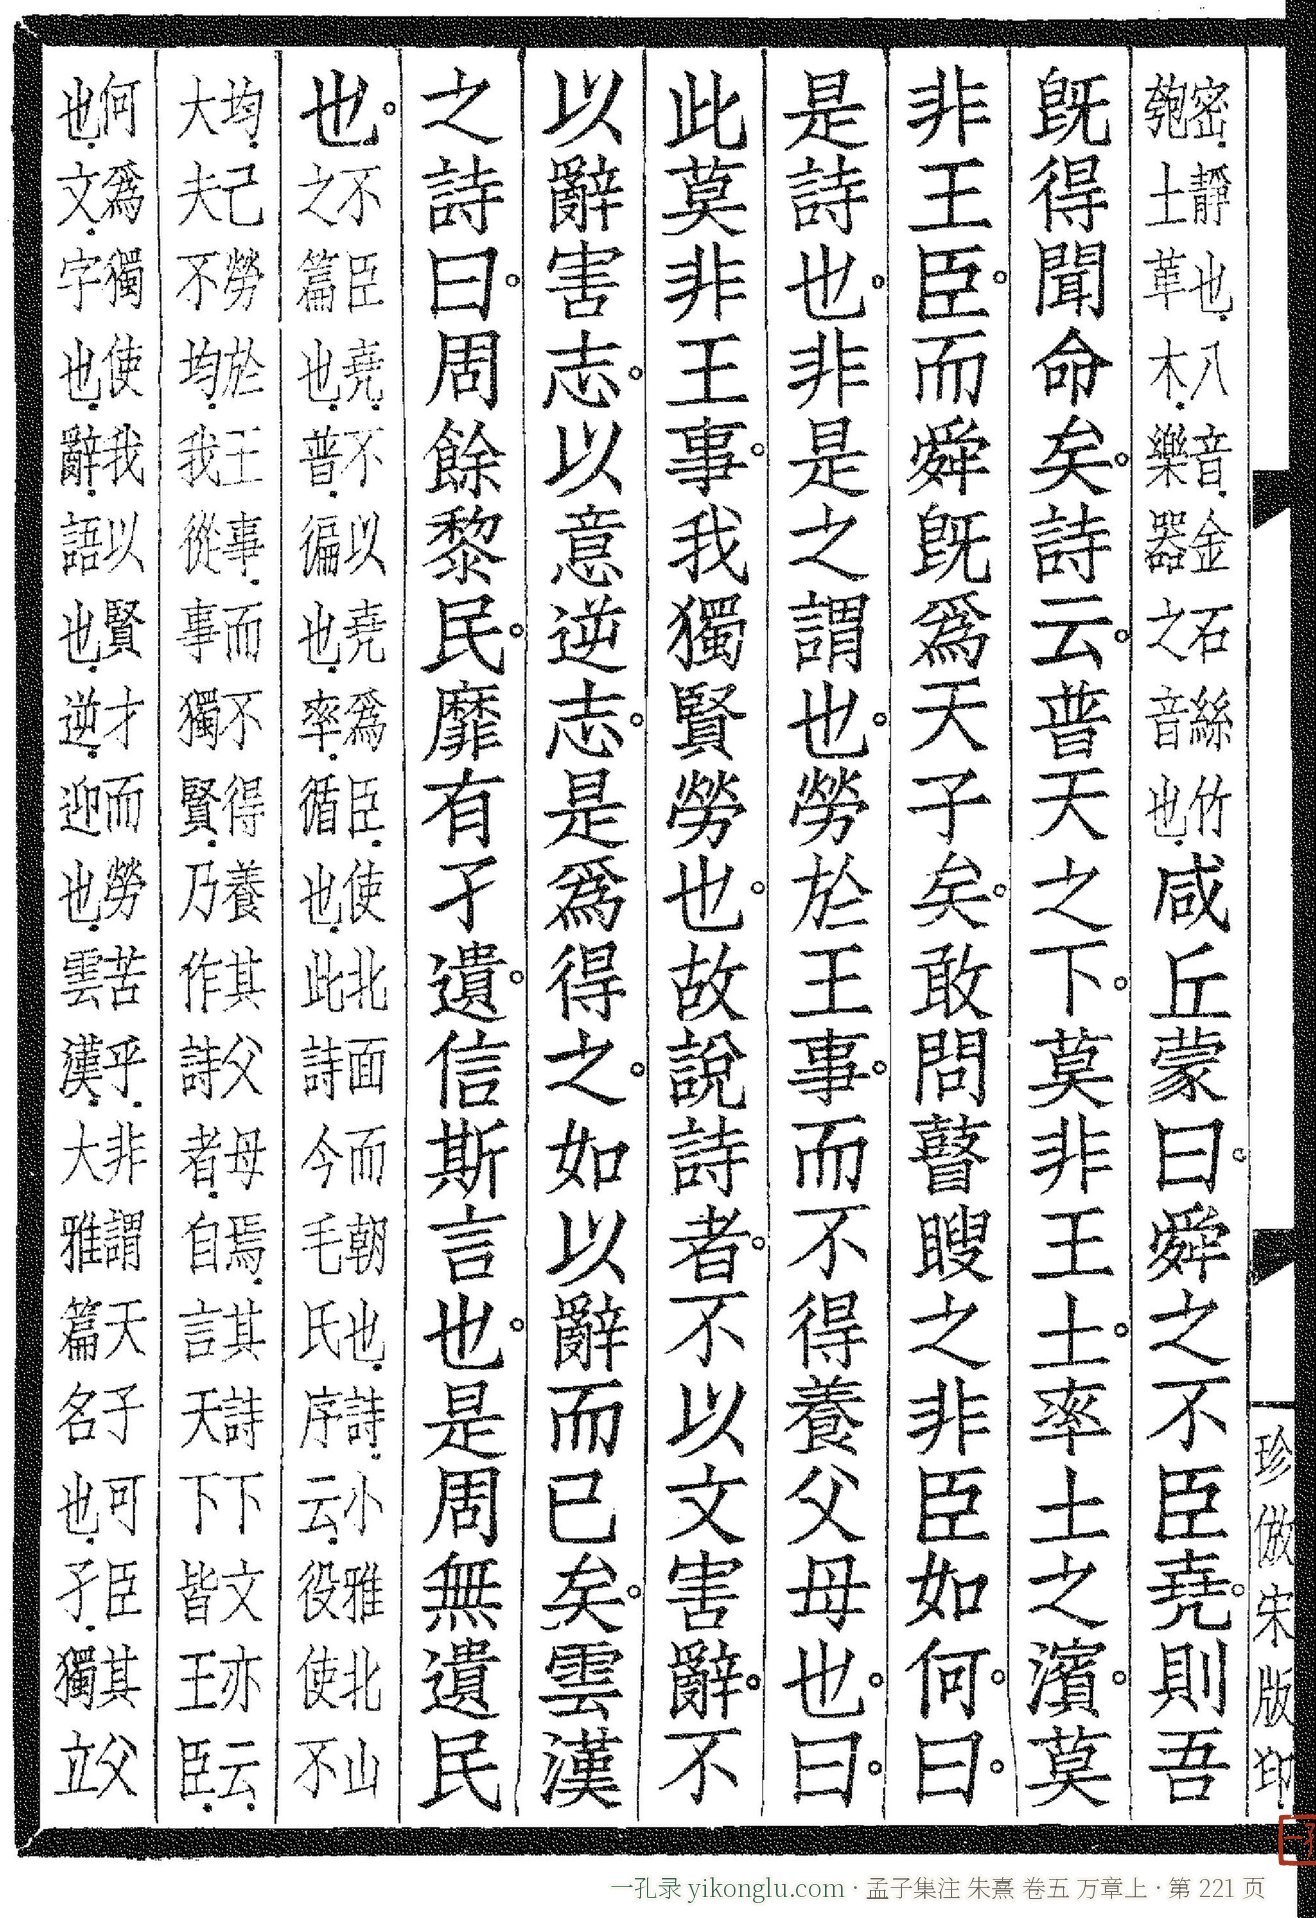 珍倣宋版印
密。靜也。八音。金石絲竹
匏土革木。樂器之音也。
咸丘蒙曰。舜之不臣堯。則吾
旣得聞命矣。詩云。普天之下。莫非王土。率土之濱。莫
非王臣。而舜旣爲天子矣。敢問瞽瞍之非臣如何。曰。
是詩也。非是之謂也。勞於王事。而不得養父母也。曰。
此莫非王事。我獨賢勞也。故說詩者。不以文害辭。不
以辭害志。以意逆志。是爲得之。如以辭而已矣。雲漢
之詩曰。周餘黎民。靡有孑遺。信斯言也。是周無遺民
也。
不臣堯。不以堯爲臣。使北面而朝也。詩。小雅北山
之篇也。普。徧也。率。循也。此詩今毛氏序云。役使不
均。己勞於王事。而不得養其父母焉。其詩下文亦云。
大夫不均。我從事獨賢。乃作詩者。自言天下皆王臣。
何爲獨使我以賢才而勞苦乎。非謂天子可臣其父
也。文。字也。辭。語也。逆。迎也。雲漢。大雅篇名也。孑。獨立
一孔录 yikonglu.com · 孟子集注 朱熹 卷五 万章上 · 第 221 页